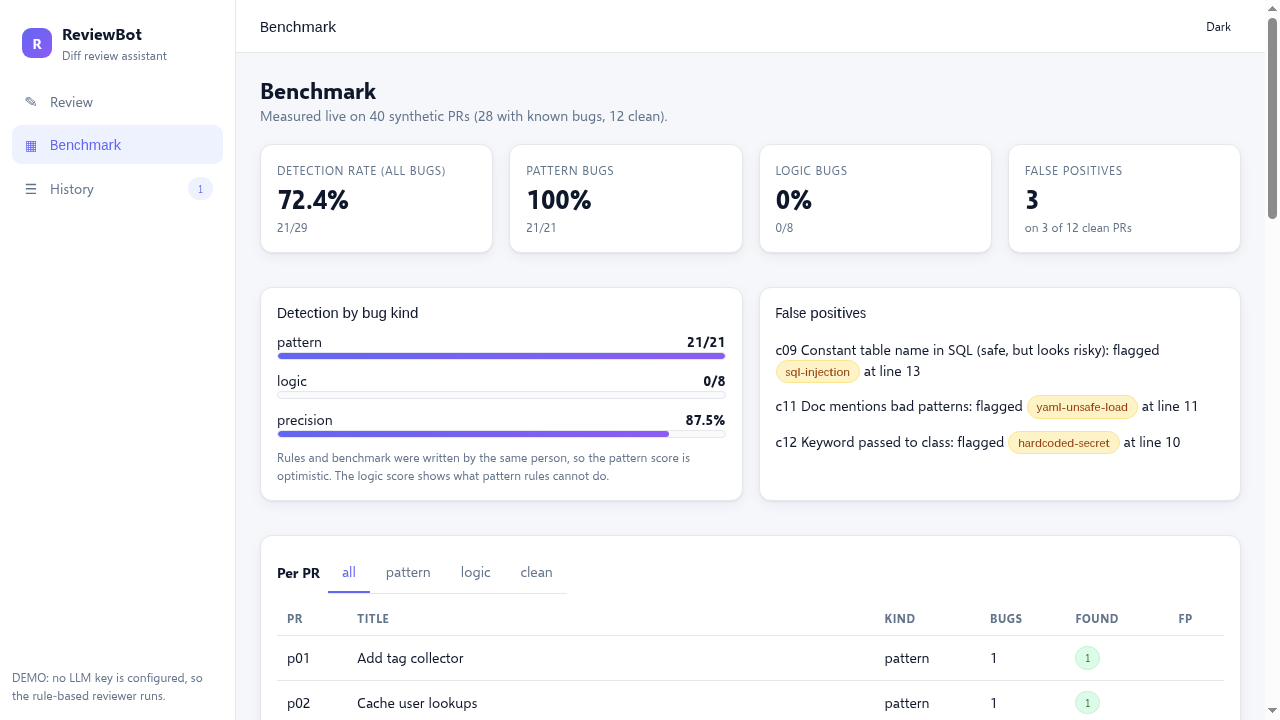 R
ReviewBot
Diff review assistant
Review
Benchmark
History
1
DEMO: no LLM key is configured, so
the rule-based reviewer runs.
Benchmark
Dark
Benchmark
Measured live on 40 synthetic PRs (28 with known bugs, 12 clean).
DETECTION RATE (ALL BUGS)
72.4%
21/29
PATTERN BUGS
100%
21/21
LOGIC BUGS
0%
0/8
FALSE POSITIVES
3
on 3 of 12 clean PRs
Detection by bug kind
pattern 21/21
logic 0/8
precision 87.5%
Rules and benchmark were written by the same person, so the pattern score is
optimistic. The logic score shows what pattern rules cannot do.
False positives
c09 Constant table name in SQL (safe, but looks risky): flagged
sql-injection at line 13
c11 Doc mentions bad patterns: flagged yaml-unsafe-load at line 11
c12 Keyword passed to class: flagged hardcoded-secret at line 10
Per PR all pattern logic clean
PR TITLE KIND BUGS FOUND FP
p01 Add tag collector pattern 1 1
p02 Cache user lookups pattern 1 1